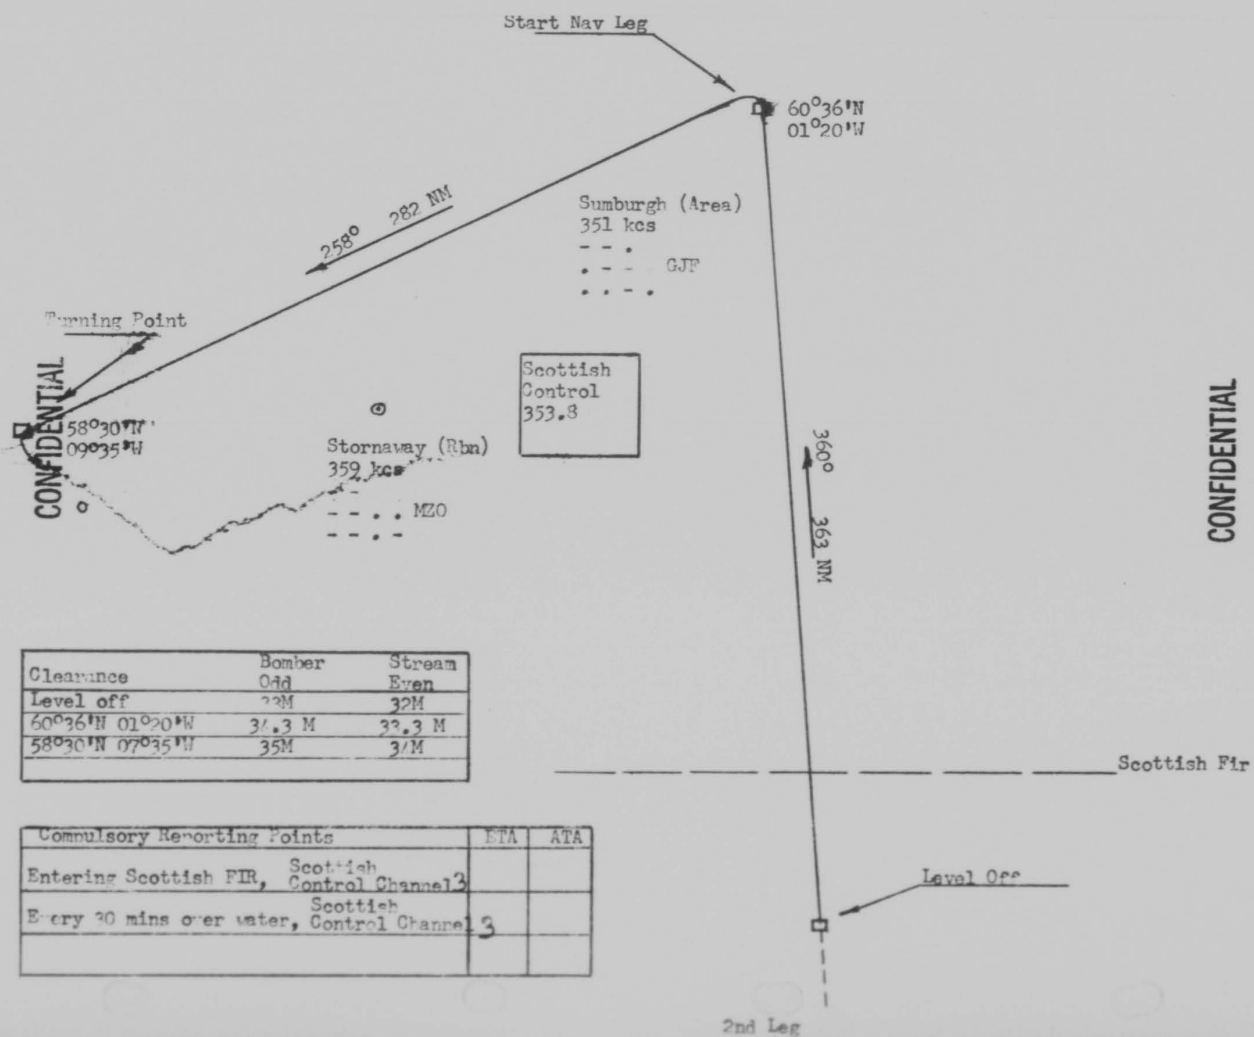 Start Nav Leg
60°36'N
01°20'W
258° 282 NM
Sumburgh (Area)
351 kcs
- - .
. - - - GJF
. . - .
Turning Point
CONFIDENTIAL
58°30'N
09°35'W
Scottish
Control
353.8
Stornaway (Rbn)
359 kcs
- -
- - . . MZO
- - . -
360° 363 NM
CONFIDENTIAL
Clearance Bomber Stream
Odd Even
Level off 32M
60°36'N 01°20'W 34.3 M 33.3 M
58°30'N 07°35'W 35M 34M
Scottish Fir
Compulsory Reporting Points ETA ATA
Entering Scottish FIR, Scottish
Control Channel 3
Every 30 mins over water, Scottish
Control Channel 3
Level Off
2nd Leg